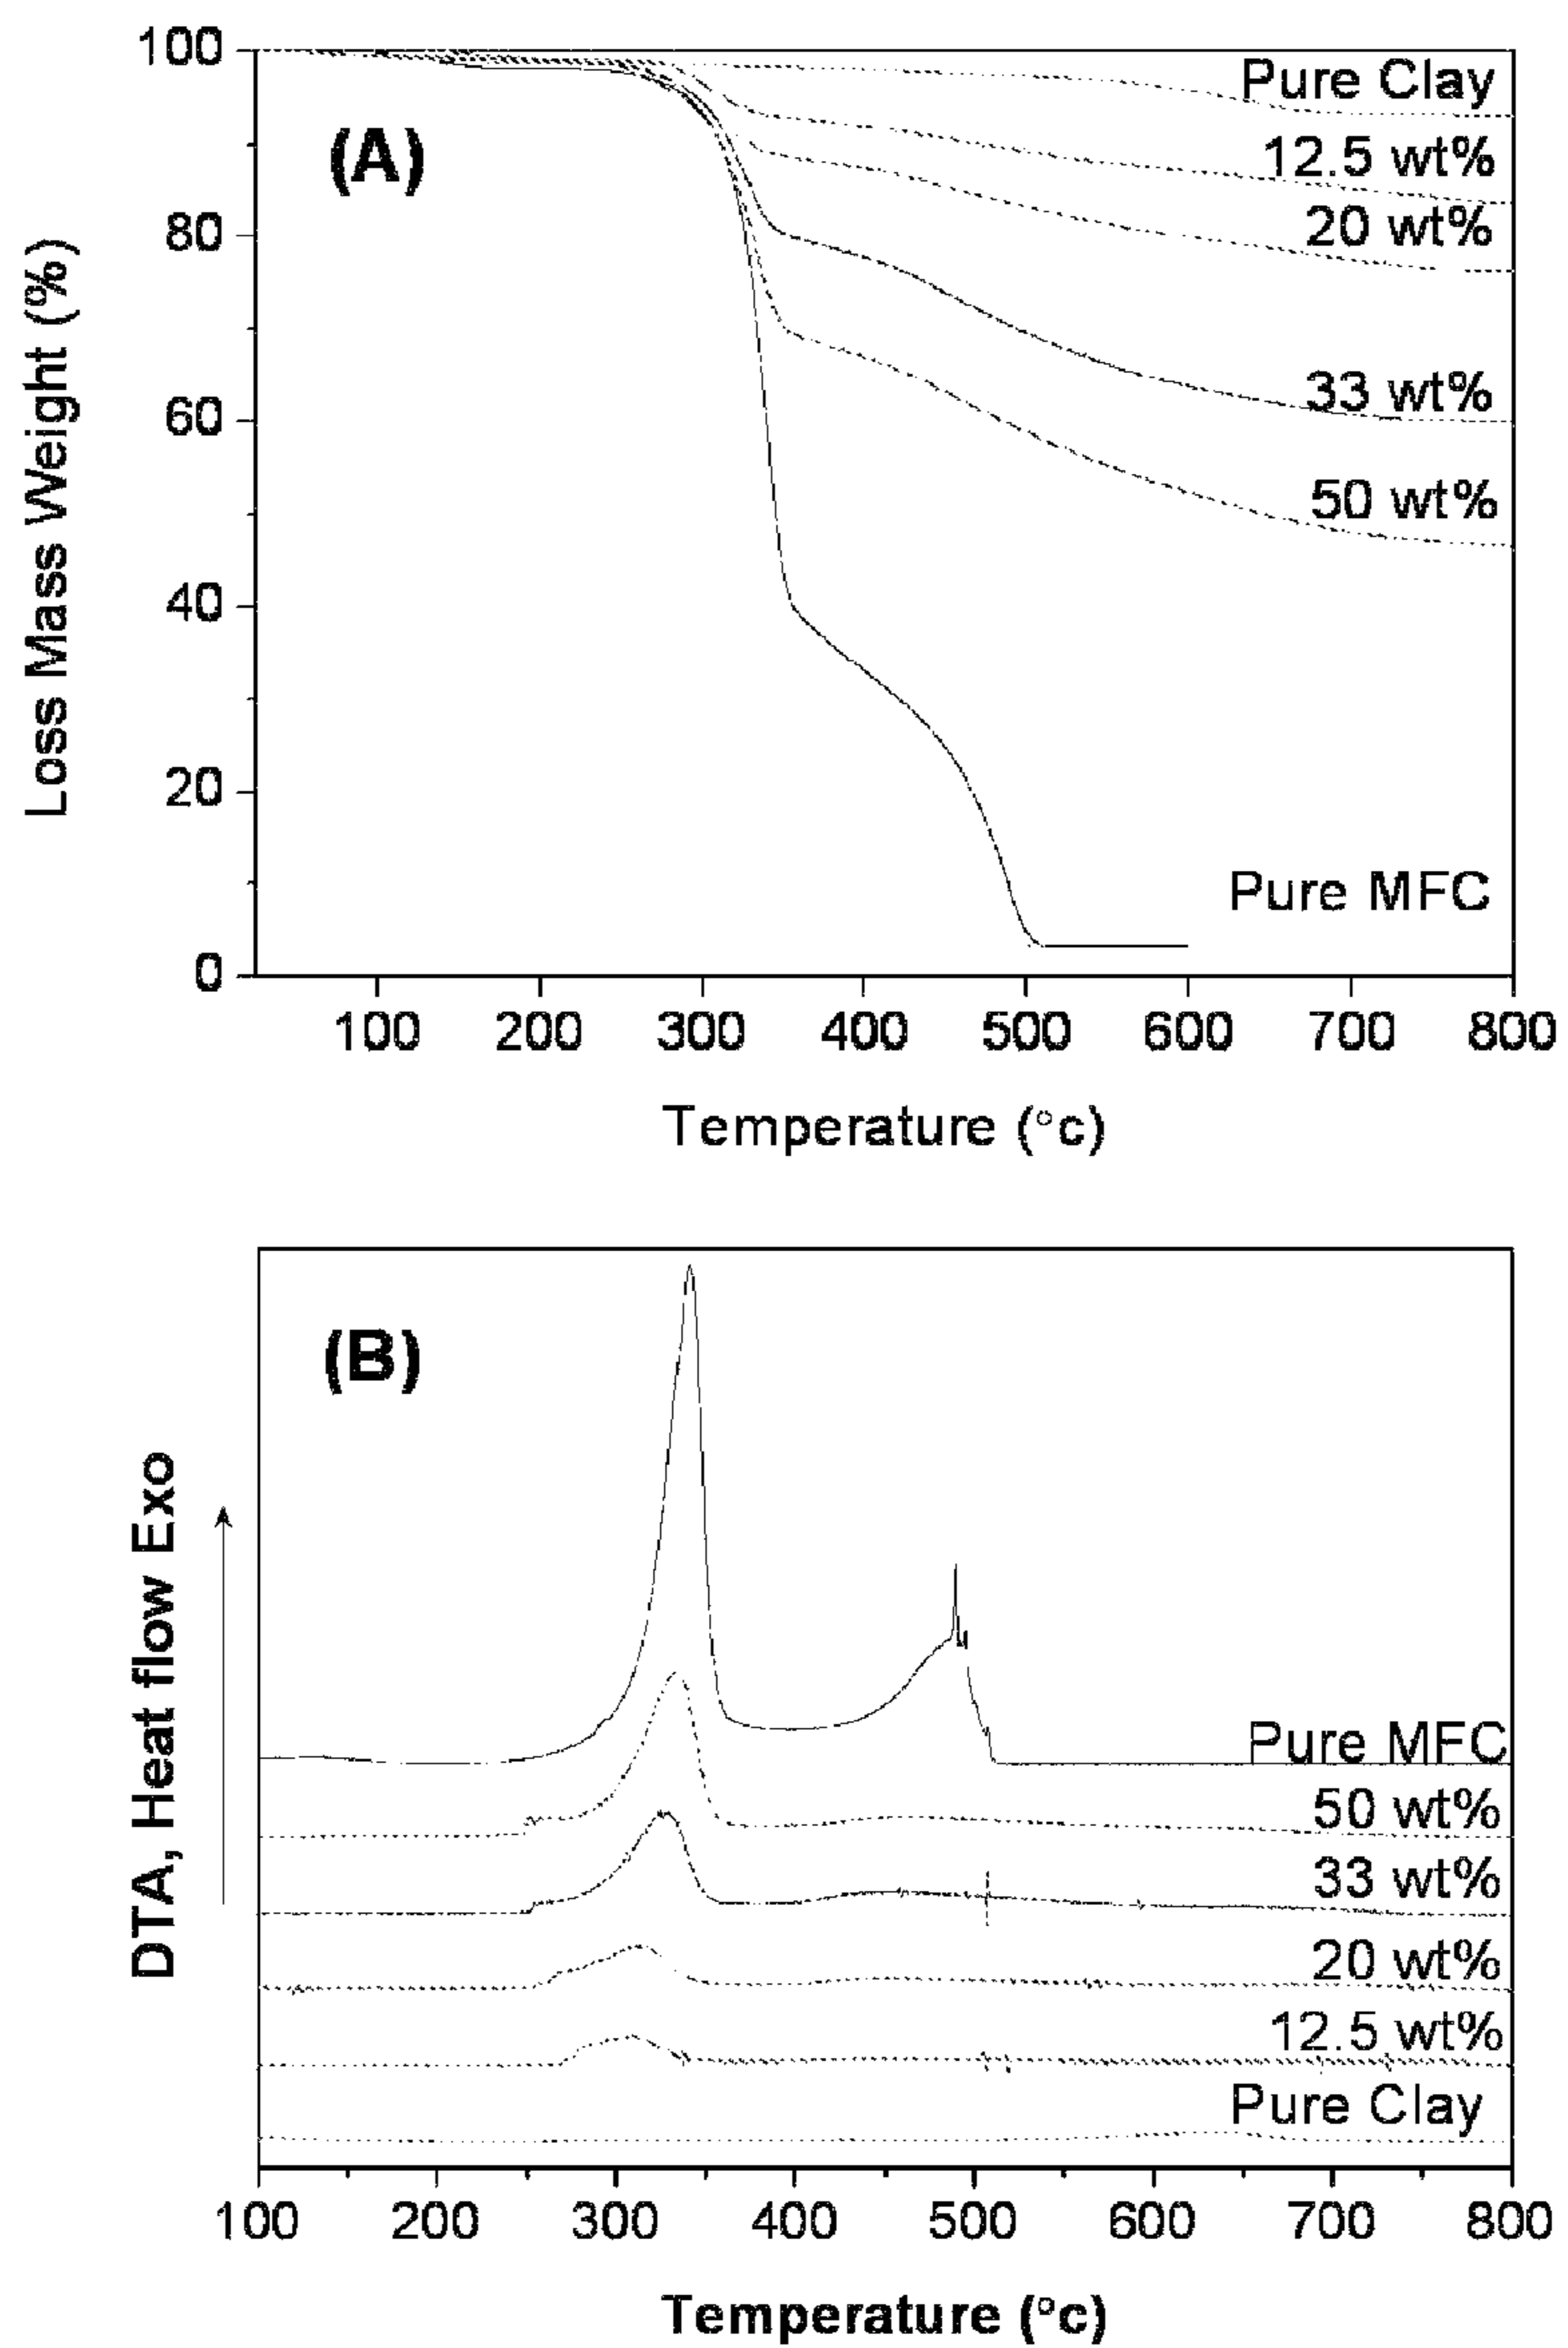 (A)
Loss Mass Weight (%)
100
80
60
40
20
0
Pure Clay
12.5 wt%
20 wt%
33 wt%
50 wt%
Pure MFC
100 200 300 400 500 600 700 800
Temperature (°c)
(B)
DTA, Heat flow Exo
Pure MFC
50 wt%
33 wt%
20 wt%
12.5 wt%
Pure Clay
100 200 300 400 500 600 700 800
Temperature (°c)